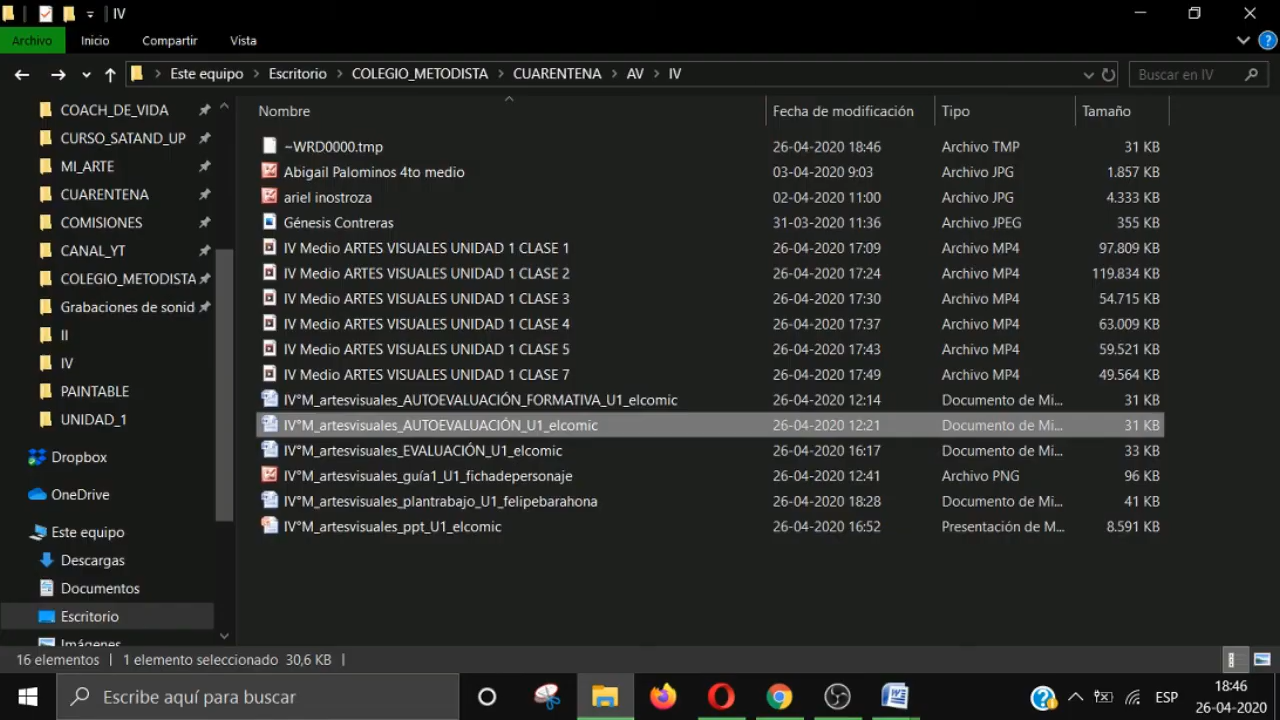 IV
Archivo Inicio Compartir Vista
Este equipo Escritorio COLEGIO_METODISTA CUARENTENA AV IV Buscar en IV
COACH_DE_VIDA
CURSO_SATAND_UP
MI_ARTE
CUARENTENA
COMISIONES
CANAL_YT
COLEGIO_METODISTA
Grabaciones de sonid
II
IV
PAINTABLE
UNIDAD_1
Dropbox
OneDrive
Este equipo
Descargas
Documentos
Escritorio
Imágenes
Nombre Fecha de modificación Tipo Tamaño
~WRD0000.tmp 26-04-2020 18:46 Archivo TMP 31 KB
Abigail Palominos 4to medio 03-04-2020 9:03 Archivo JPG 1.857 KB
ariel inostroza 02-04-2020 11:00 Archivo JPG 4.333 KB
Génesis Contreras 31-03-2020 11:36 Archivo JPEG 355 KB
IV Medio ARTES VISUALES UNIDAD 1 CLASE 1 26-04-2020 17:09 Archivo MP4 97.809 KB
IV Medio ARTES VISUALES UNIDAD 1 CLASE 2 26-04-2020 17:24 Archivo MP4 119.834 KB
IV Medio ARTES VISUALES UNIDAD 1 CLASE 3 26-04-2020 17:30 Archivo MP4 54.715 KB
IV Medio ARTES VISUALES UNIDAD 1 CLASE 4 26-04-2020 17:37 Archivo MP4 63.009 KB
IV Medio ARTES VISUALES UNIDAD 1 CLASE 5 26-04-2020 17:43 Archivo MP4 59.521 KB
IV Medio ARTES VISUALES UNIDAD 1 CLASE 7 26-04-2020 17:49 Archivo MP4 49.564 KB
IV°M_artesvisuales_AUTOEVALUACIÓN_FORMATIVA_U1_elcomic 26-04-2020 12:14 Documento de Mi... 31 KB
IV°M_artesvisuales_AUTOEVALUACIÓN_U1_elcomic 26-04-2020 12:21 Documento de Mi... 31 KB
IV°M_artesvisuales_EVALUACIÓN_U1_elcomic 26-04-2020 16:17 Documento de Mi... 33 KB
IV°M_artesvisuales_guía1_U1_fichadepersonaje 26-04-2020 12:41 Archivo PNG 96 KB
IV°M_artesvisuales_plantrabajo_U1_felipebarahona 26-04-2020 18:28 Documento de Mi... 41 KB
IV°M_artesvisuales_ppt_U1_elcomic 26-04-2020 16:52 Presentación de M... 8.591 KB
16 elementos 1 elemento seleccionado 30,6 KB
Escribe aquí para buscar ESP 18:46
26-04-2020